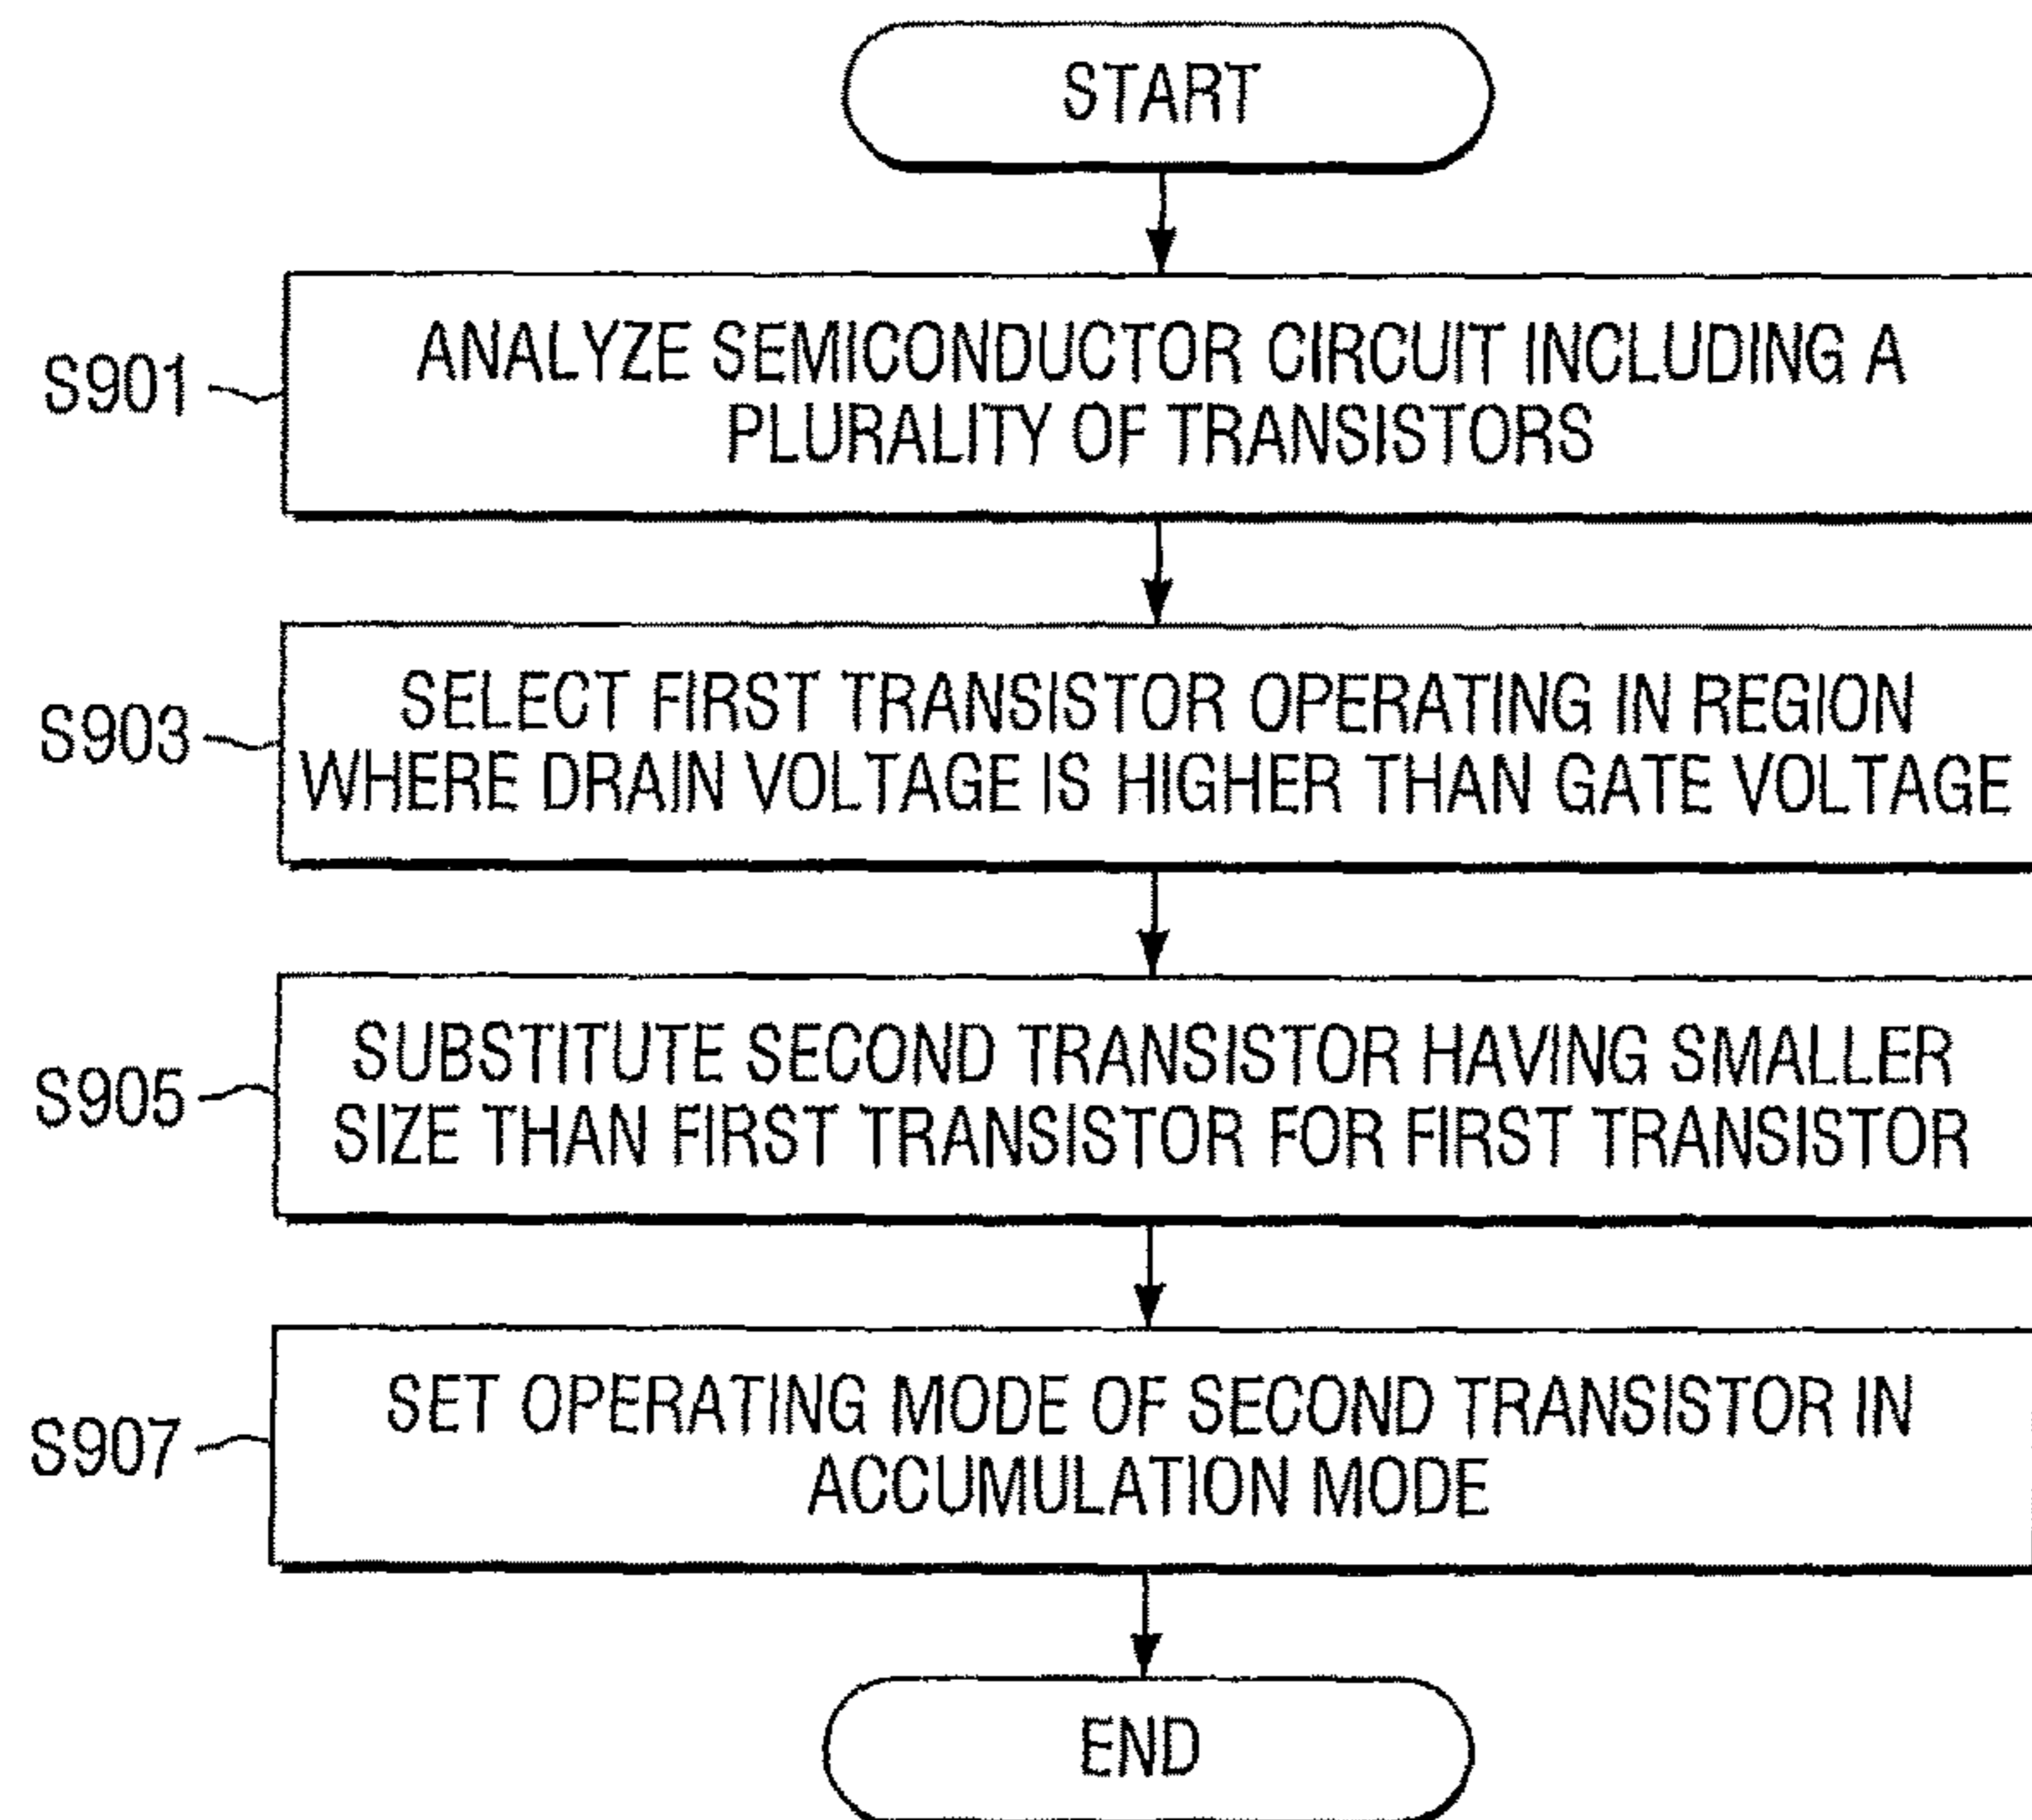 START
S901
ANALYZE SEMICONDUCTOR CIRCUIT INCLUDING A
PLURALITY OF TRANSISTORS
S903
SELECT FIRST TRANSISTOR OPERATING IN REGION
WHERE DRAIN VOLTAGE IS HIGHER THAN GATE VOLTAGE
S905
SUBSTITUTE SECOND TRANSISTOR HAVING SMALLER
SIZE THAN FIRST TRANSISTOR FOR FIRST TRANSISTOR
S907
SET OPERATING MODE OF SECOND TRANSISTOR IN
ACCUMULATION MODE
END